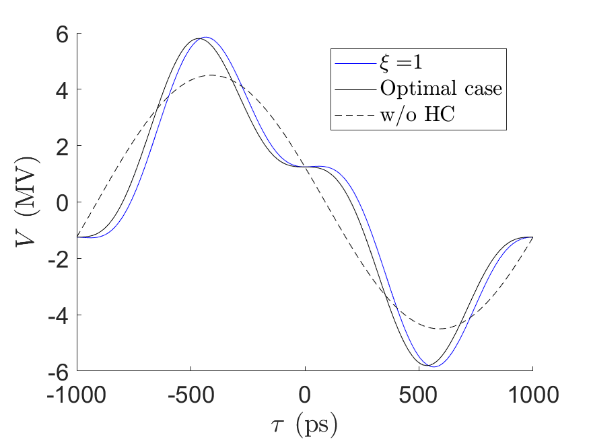 6
4
2
0
-2
-4
-6
V (MV)
-1000 -500 0 500 1000
τ (ps)
ξ =1
Optimal case
w/o HC